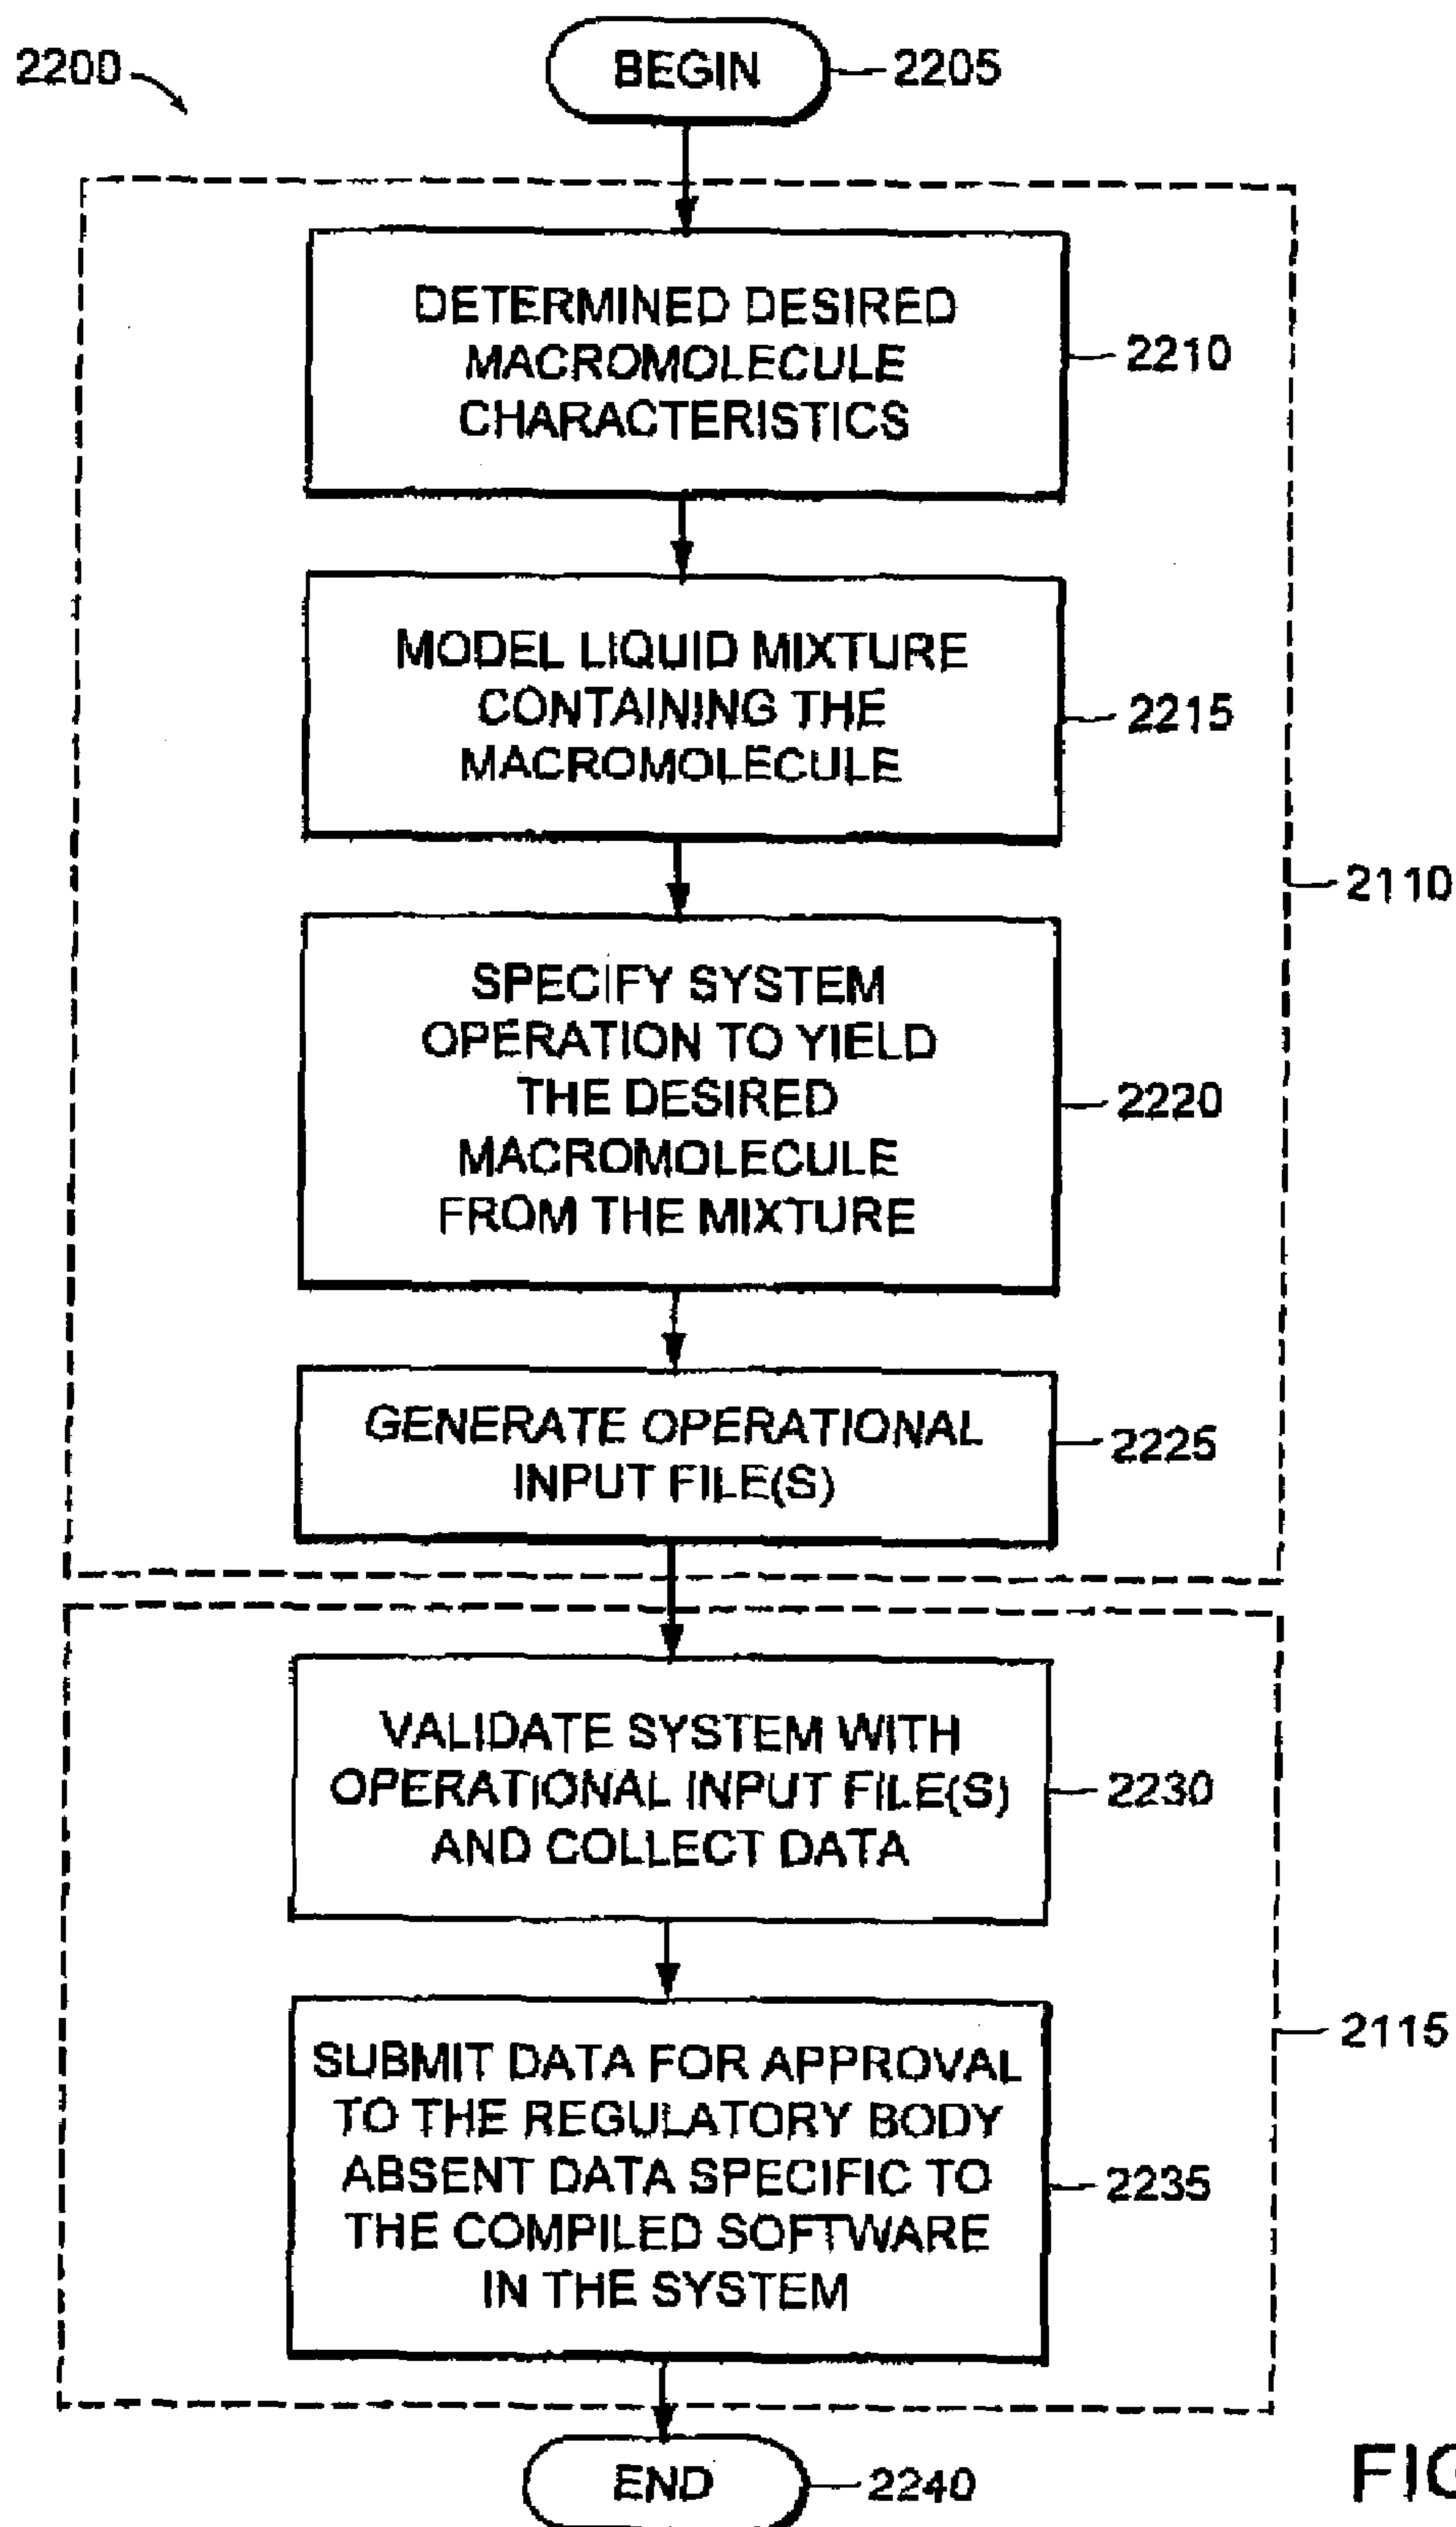 2200
BEGIN
2205
DETERMINED DESIRED
MACROMOLECULE
CHARACTERISTICS
2210
MODEL LIQUID MIXTURE
CONTAINING THE
MACROMOLECULE
2215
2110
SPECIFY SYSTEM
OPERATION TO YIELD
THE DESIRED
MACROMOLECULE
FROM THE MIXTURE
2220
GENERATE OPERATIONAL
INPUT FILE(S)
2225
VALIDATE SYSTEM WITH
OPERATIONAL INPUT FILE(S)
AND COLLECT DATA
2230
SUBMIT DATA FOR APPROVAL
TO THE REGULATORY BODY
ABSENT DATA SPECIFIC TO
THE COMPILED SOFTWARE
IN THE SYSTEM
2235
2115
END
2240